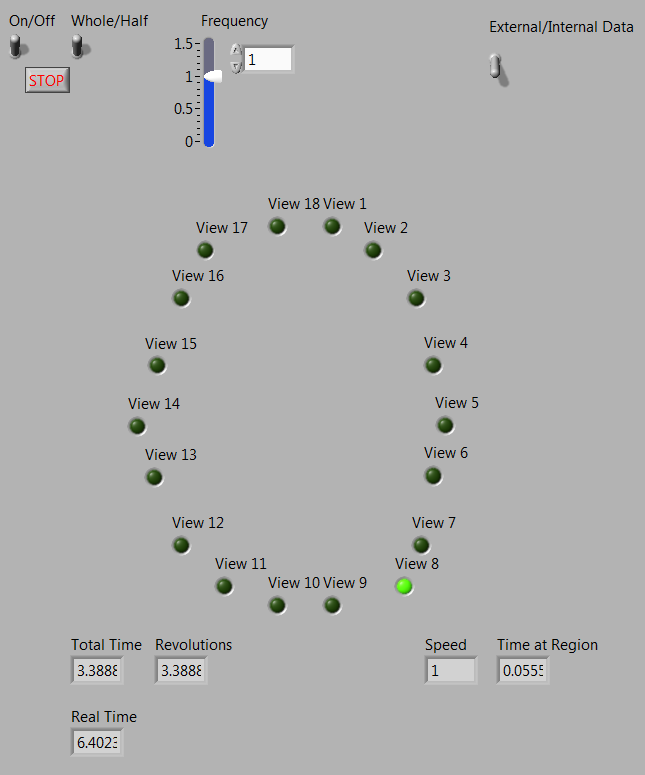 On/Off Whole/Half Frequency
External/Internal Data
1.5
STOP
1
1
0.5
0
View 18 View 1
View 17 View 2
View 16 View 3
View 15 View 4
View 14 View 5
View 13 View 6
View 12 View 7
View 11 View 8
View 10 View 9
Total Time Revolutions Speed Time at Region
3.3888 3.3888 1 0.0555
Real Time
6.4023